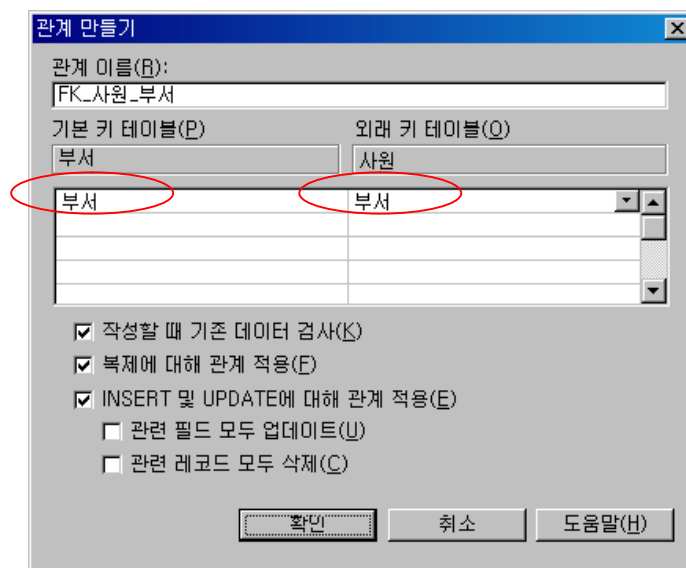 관계 만들기
관계 이름(R):
FK_사원_부서
기본 키 테이블(P) 외래 키 테이블(O)
부서 사원
부서 부서
작성할 때 기존 데이터 검사(K)
복제에 대해 관계 적용(F)
INSERT 및 UPDATE에 대해 관계 적용(E)
관련 필드 모두 업데이트(U)
관련 레코드 모두 삭제(C)
확인 취소 도움말(H)